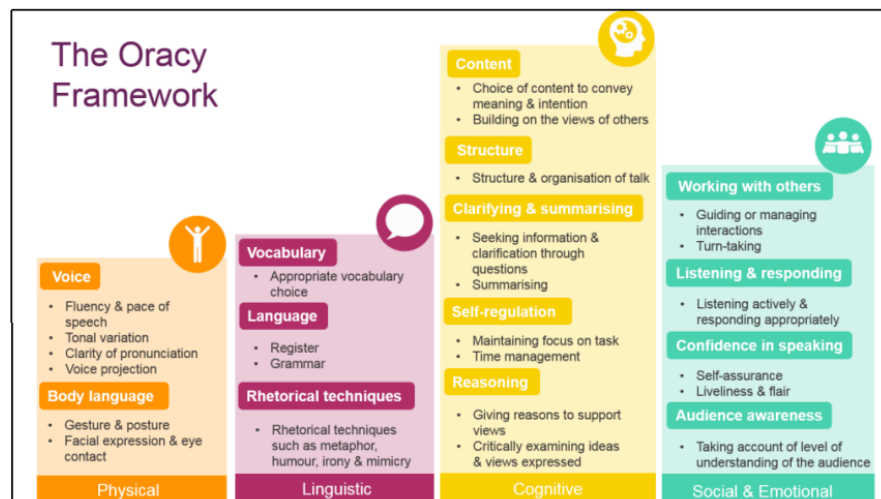 The Oracy
Framework
Voice
Fluency & pace of
speech
Tonal variation
Clarity of pronunciation
Voice projection
Body language
Gesture & posture
Facial expression & eye
contact
Physical
Vocabulary
Appropriate vocabulary
choice
Language
Register
Grammar
Rhetorical techniques
Rhetorical techniques
such as metaphor,
humour, irony & mimicry
Linguistic
Content
Choice of content to convey
meaning & intention
Building on the views of others
Structure
Structure & organisation of talk
Clarifying & summarising
Seeking information &
clarification through
questions
Summarising
Self-regulation
Maintaining focus on task
Time management
Reasoning
Giving reasons to support
views
Critically examining ideas
& views expressed
Cognitive
Working with others
Guiding or managing
interactions
Turn-taking
Listening & responding
Listening actively &
responding appropriately
Confidence in speaking
Self-assurance
Liveliness & flair
Audience awareness
Taking account of level of
understanding of the audience
Social & Emotional